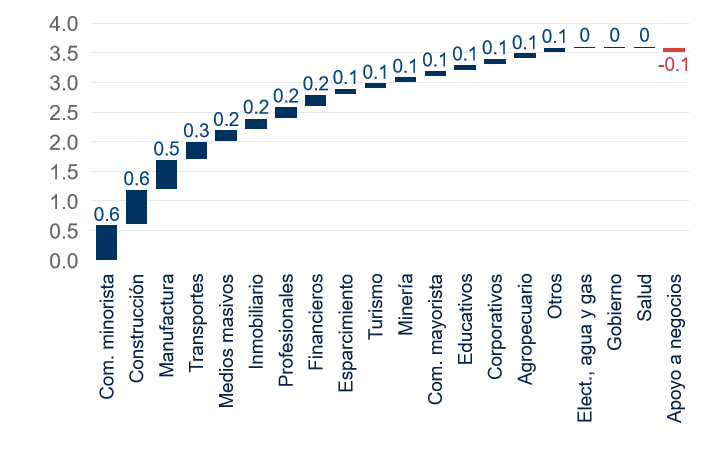 4.0
3.5
3.0
2.5
2.0
1.5
1.0
0.5
0.0
0.6
0.6
0.5
0.3
0.2
0.2
0.2
0.2
0.1
0.1
0.1
0.1
0.1
0.1
0.1
0.1
0
0
0
-0.1
Com. minorista
Construcción
Manufactura
Transportes
Medios masivos
Inmobiliario
Profesionales
Financieros
Esparcimiento
Turismo
Minería
Com. mayorista
Educativos
Corporativos
Agropecuario
Otros
Elect., agua y gas
Gobierno
Salud
Apoyo a negocios